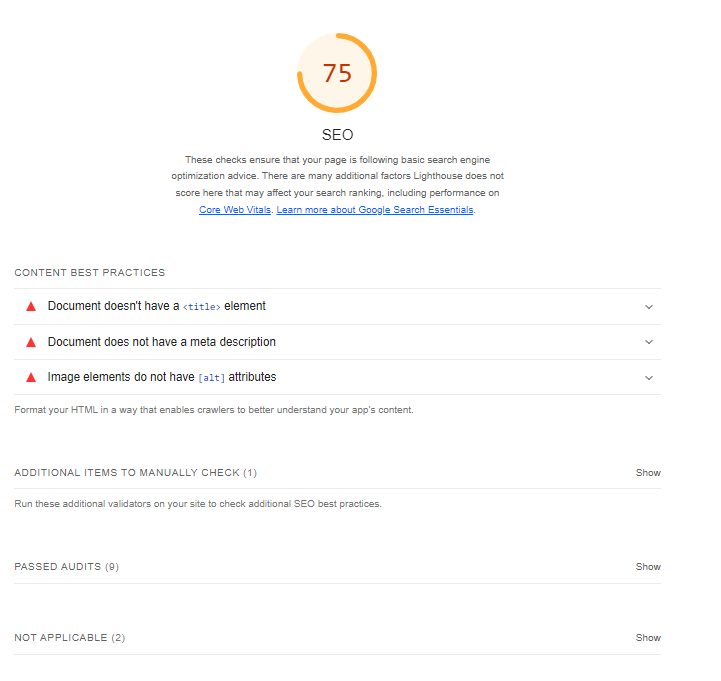 75
SEO
These checks ensure that your page is following basic search engine
optimization advice. There are many additional factors Lighthouse does not
score here that may affect your search ranking, including performance on
Core Web Vitals. Learn more about Google Search Essentials.
CONTENT BEST PRACTICES
Document doesn't have a <title> element
Document does not have a meta description
Image elements do not have [alt] attributes
Format your HTML in a way that enables crawlers to better understand your app's content.
ADDITIONAL ITEMS TO MANUALLY CHECK (1) Show
Run these additional validators on your site to check additional SEO best practices.
PASSED AUDITS (9) Show
NOT APPLICABLE (2) Show